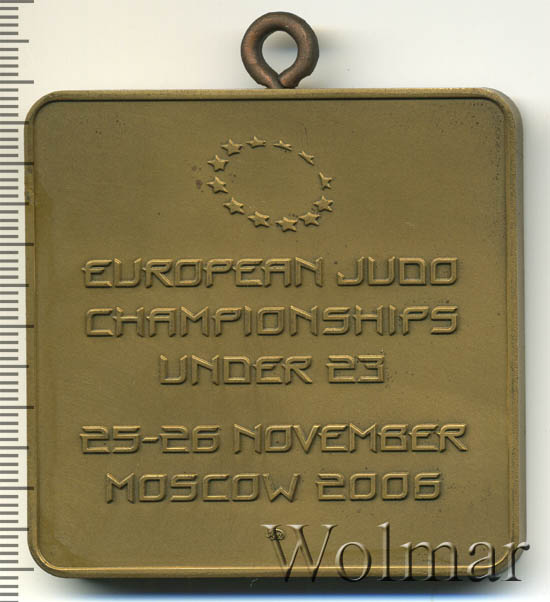 EUROPEAN JUDO
CHAMPIONSHIPS
UNDER 23
25-26 NOVEMBER
MOSCOW 2006
Wolmar